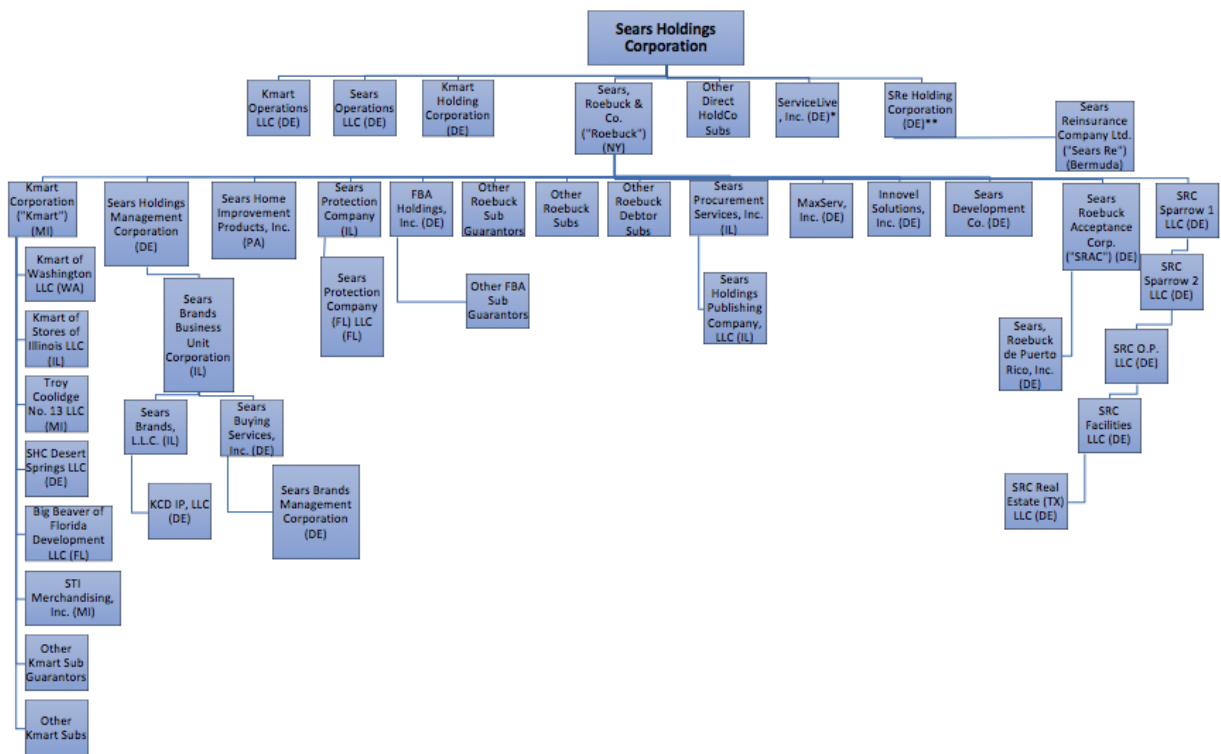 Sears Holdings
Corporation
Kmart
Operations
LLC (DE)
Sears
Operations
LLC (DE)
Kmart
Holding
Corporation
(DE)
Sears,
Roebuck &
Co.
("Roebuck")
(NY)
Other
Direct
HoldCo
Subs
ServiceLive
, Inc. (DE)*
SRe Holding
Corporation
(DE)**
Sears
Reinsurance
Company Ltd.
("Sears Re")
(Bermuda)
Kmart
Corporation
("Kmart")
(MI)
Sears Holdings
Management
Corporation
(DE)
Sears Home
Improvement
Products, Inc.
(PA)
Sears
Protection
Company
(IL)
FBA
Holdings,
Inc. (DE)
Other
Roebuck Sub
Guarantors
Other
Roebuck
Subs
Other
Roebuck
Debtor
Subs
Sears
Procurement
Services, Inc.
(IL)
MaxServ,
Inc. (DE)
Innovel
Solutions,
Inc. (DE)
Sears
Development
Co. (DE)
Sears
Roebuck
Acceptance
Corp.
("SRAC") (DE)
SRC
Sparrow 1
LLC (DE)
Kmart of
Washington
LLC (WA)
Kmart of
Stores of
Illinois LLC
(IL)
Troy
Coolidge
No. 13 LLC
(MI)
SHC Desert
Springs LLC
(DE)
Big Beaver of
Florida
Development
LLC (FL)
STI
Merchandising,
Inc. (MI)
Other
Kmart Sub
Guarantors
Other
Kmart Subs
Sears
Brands
Business
Unit
Corporation
(IL)
Sears
Brands,
L.L.C. (IL)
Sears
Buying
Services,
Inc. (DE)
KCD IP, LLC
(DE)
Sears Brands
Management
Corporation
(DE)
Sears
Protection
Company
(FL) LLC
(FL)
Other FBA
Sub
Guarantors
Sears
Holdings
Publishing
Company,
LLC (IL)
Sears,
Roebuck
de Puerto
Rico, Inc.
(DE)
SRC
Sparrow 2
LLC (DE)
SRC O.P.
LLC (DE)
SRC
Facilities
LLC (DE)
SRC Real
Estate (TX)
LLC (DE)